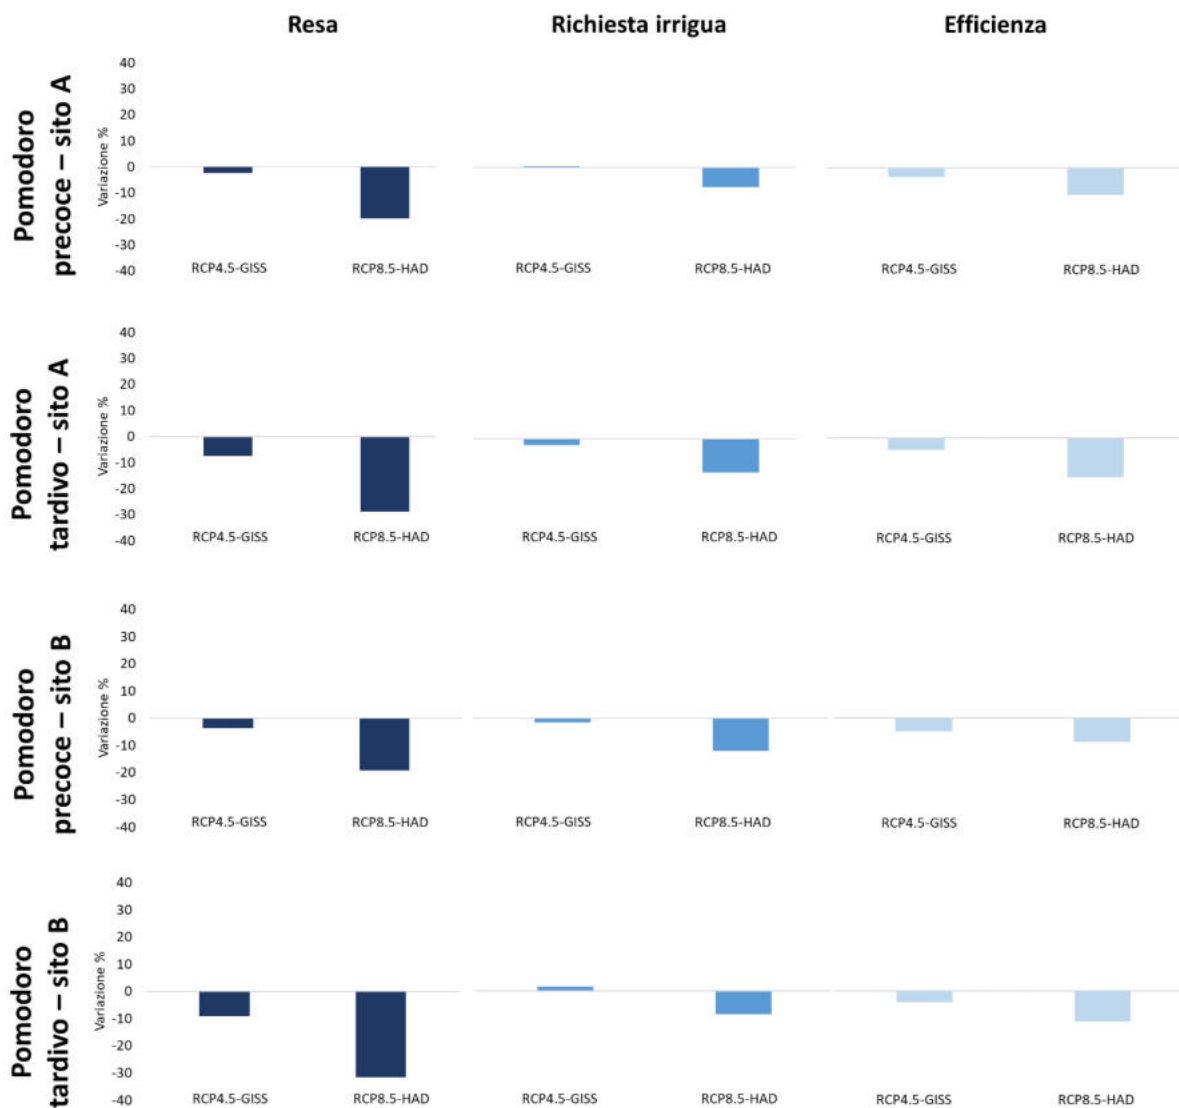 Resa Richiesta irrigua Efficienza
Pomodoro
precoce – sito A
Variazione %
40
30
20
10
0
-10
-20
-30
-40
RCP4.5-GISS RCP8.5-HAD RCP4.5-GISS RCP8.5-HAD RCP4.5-GISS RCP8.5-HAD
Pomodoro
tardivo – sito A
Variazione %
40
30
20
10
0
-10
-20
-30
-40
RCP4.5-GISS RCP8.5-HAD RCP4.5-GISS RCP8.5-HAD RCP4.5-GISS RCP8.5-HAD
Pomodoro
precoce – sito B
Variazione %
40
30
20
10
0
-10
-20
-30
-40
RCP4.5-GISS RCP8.5-HAD RCP4.5-GISS RCP8.5-HAD RCP4.5-GISS RCP8.5-HAD
Pomodoro
tardivo – sito B
Variazione %
40
30
20
10
0
-10
-20
-30
-40
RCP4.5-GISS RCP8.5-HAD RCP4.5-GISS RCP8.5-HAD RCP4.5-GISS RCP8.5-HAD